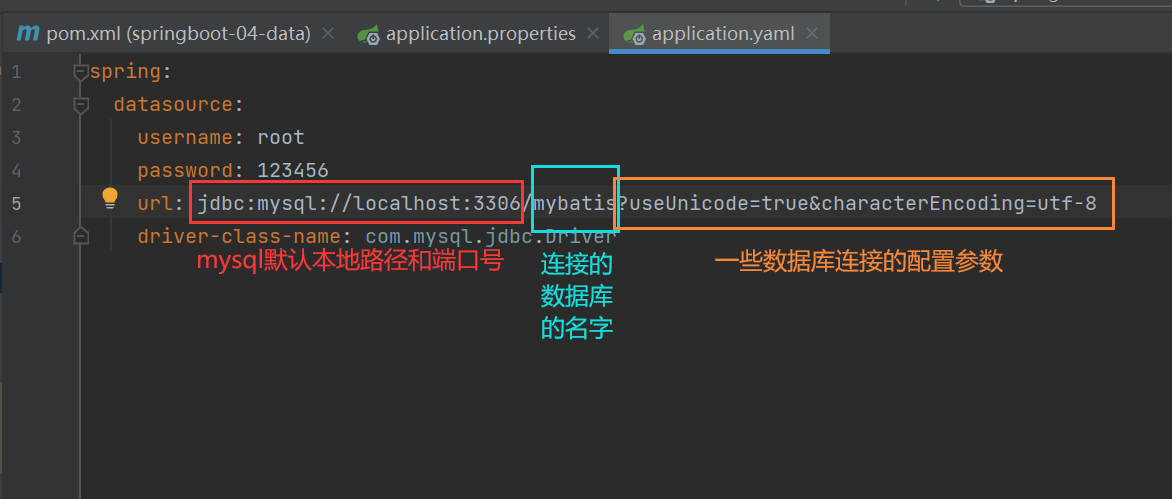 pom.xml (springboot-04-data) application.properties application.yaml
1 spring:
2 datasource:
3 username: root
4 password: 123456
5 url: jdbc:mysql://localhost:3306/mybatis?useUnicode=true&characterEncoding=utf-8
6 driver-class-name: com.mysql.jdbc.Driver
mysql默认本地路径和端口号
连接的
数据库
的名字
一些数据库连接的配置参数